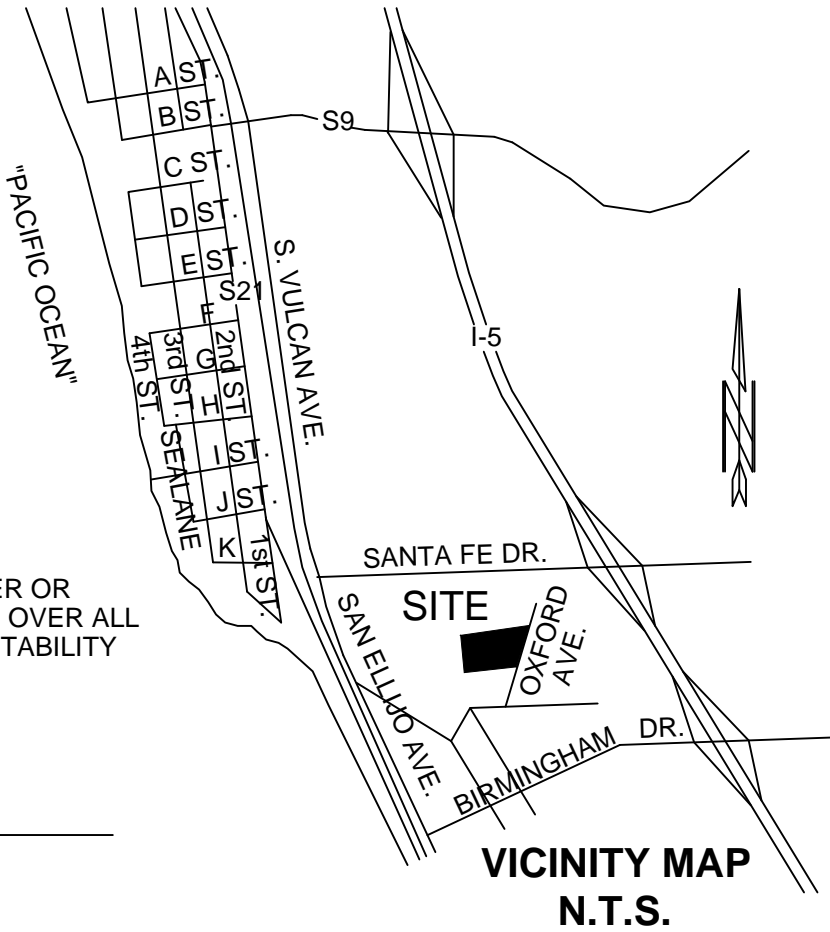 A ST.
B ST.
S9
C ST.
D ST.
E ST.
S21
F
"PACIFIC OCEAN"
S. VULCAN AVE.
I-5
4th ST.
3rd ST.
2nd ST.
G
H
I ST.
SEALANE
J ST.
K
1st ST.
SANTA FE DR.
ER OR
OVER ALL
TABILITY
SITE
OXFORD
AVE.
SAN ELLIJO AVE.
BIRMINGHAM DR.
VICINITY MAP
N.T.S.